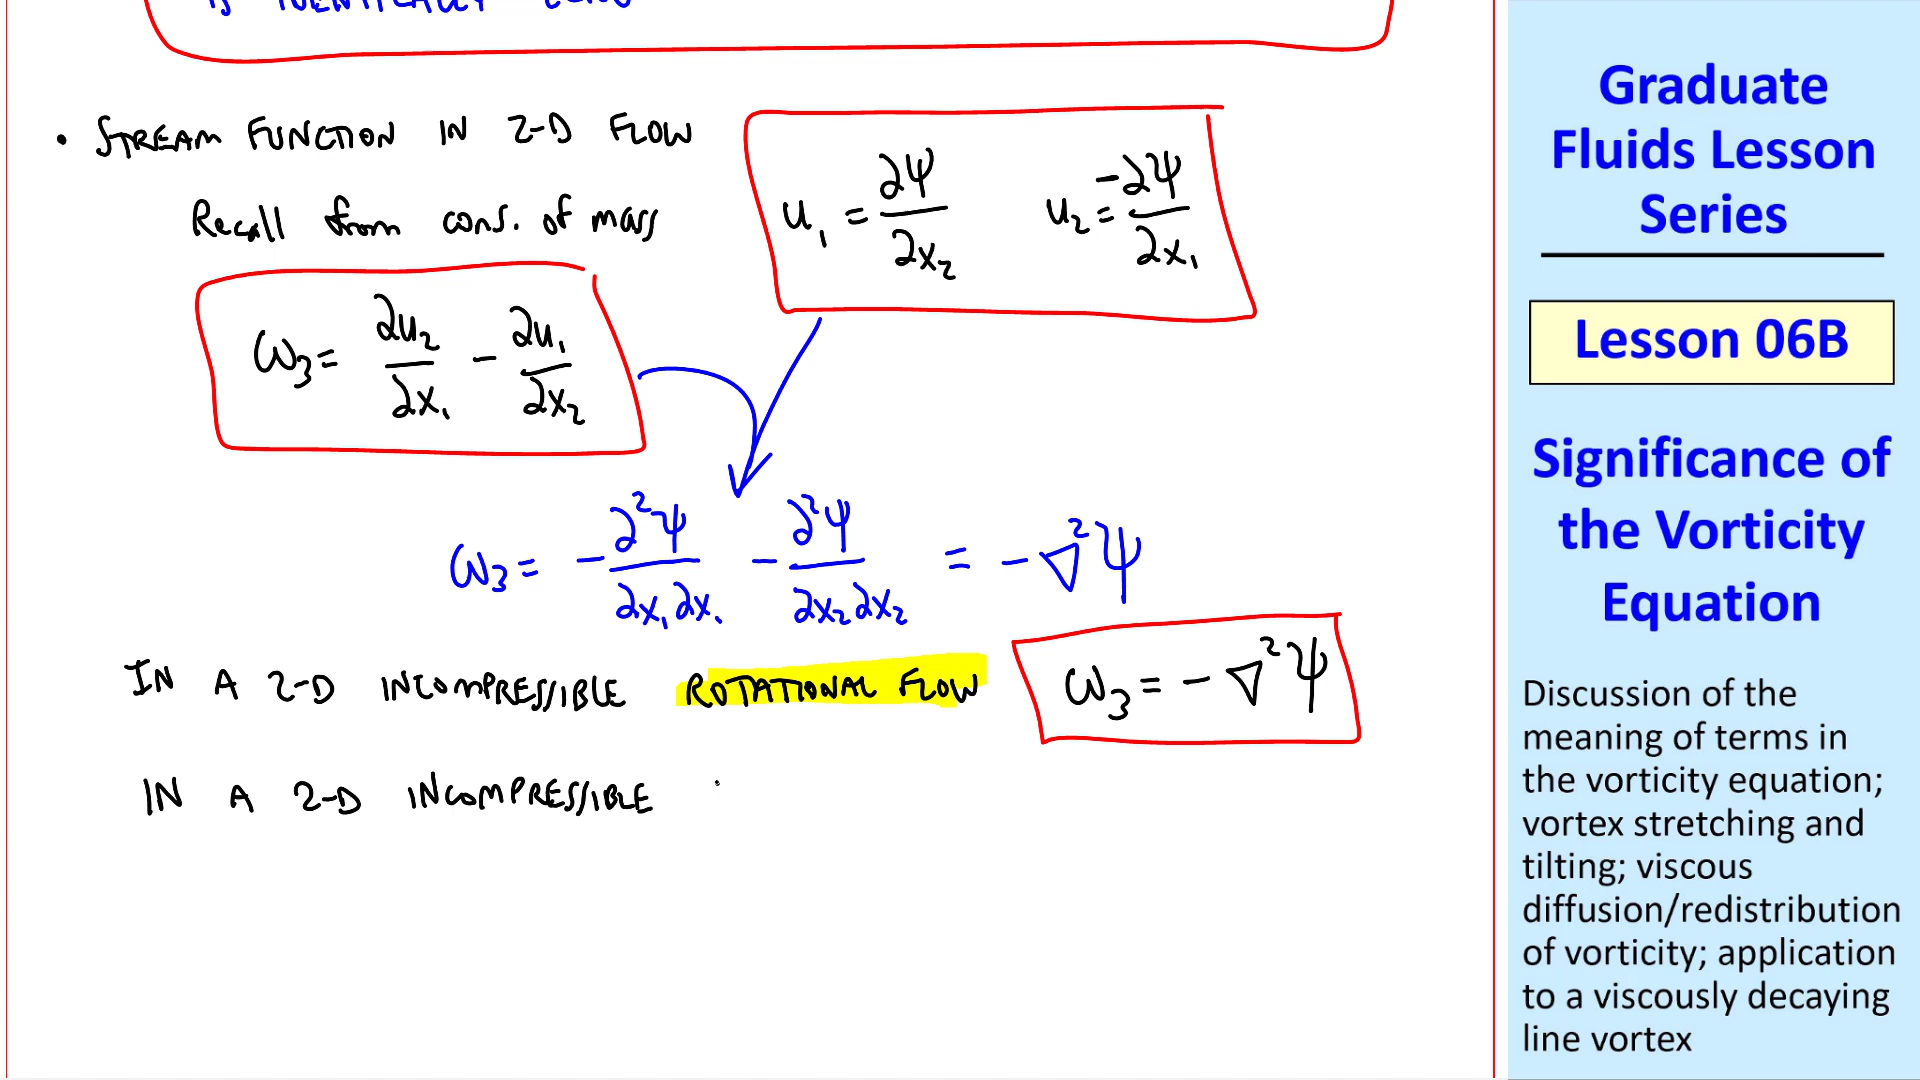 IS IDENTICALLY ZERO
• STREAM FUNCTION IN 2-D FLOW
Recall from cons. of mass
u₁ = ∂ψ/∂x₂    u₂ = -∂ψ/∂x₁
ω₃ = ∂u₂/∂x₁ - ∂u₁/∂x₂
ω₃ = -∂²ψ/∂x₁∂x₁ - ∂²ψ/∂x₂∂x₂ = -∇²ψ
IN A 2-D INCOMPRESSIBLE ROTATIONAL FLOW    ω₃ = -∇²ψ
IN A 2-D INCOMPRESSIBLE
Graduate
Fluids Lesson
Series
Lesson 06B
Significance of
the Vorticity
Equation
Discussion of the
meaning of terms in
the vorticity equation;
vortex stretching and
tilting; viscous
diffusion/redistribution
of vorticity; application
to a viscously decaying
line vortex